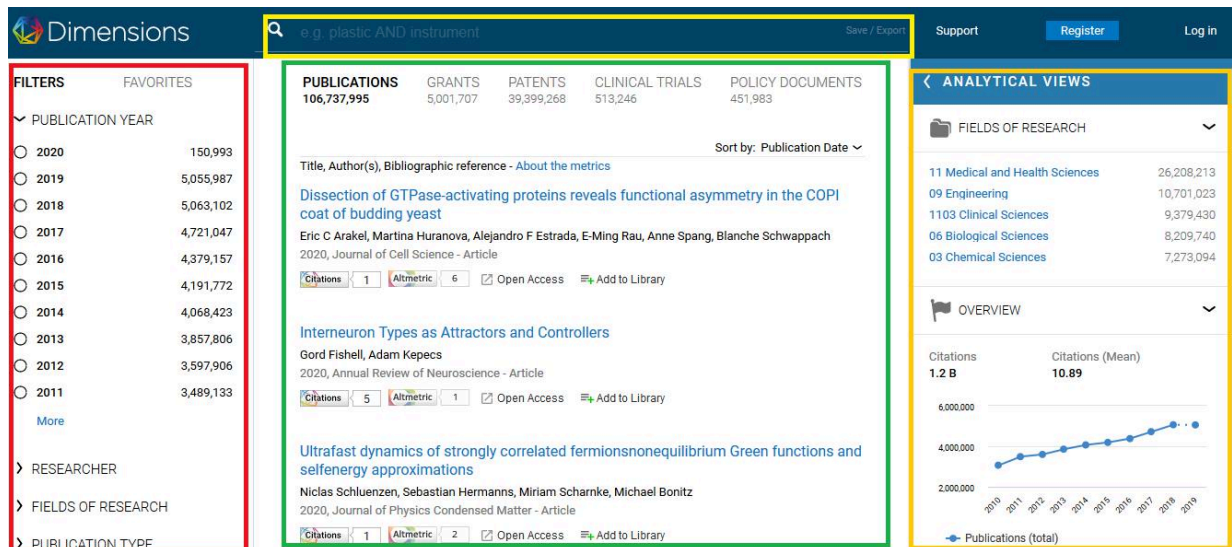 Dimensions
e.g. plastic AND instrument
Save / Export
Support
Register
Log in
FILTERS FAVORITES
PUBLICATION YEAR
2020 150,993
2019 5,055,987
2018 5,063,102
2017 4,721,047
2016 4,379,157
2015 4,191,772
2014 4,068,423
2013 3,857,806
2012 3,597,906
2011 3,489,133
More
RESEARCHER
FIELDS OF RESEARCH
PUBLICATION TYPE
PUBLICATIONS GRANTS PATENTS CLINICAL TRIALS POLICY DOCUMENTS
106,737,995 5,001,707 39,399,268 513,246 451,983
Sort by: Publication Date
Title, Author(s), Bibliographic reference - About the metrics
Dissection of GTPase-activating proteins reveals functional asymmetry in the COPI
coat of budding yeast
Eric C Arakel, Martina Huranova, Alejandro F Estrada, E-Ming Rau, Anne Spang, Blanche Schwappach
2020, Journal of Cell Science - Article
Citations 1 Altmetric 6 Open Access Add to Library
Interneuron Types as Attractors and Controllers
Gord Fishell, Adam Kepecs
2020, Annual Review of Neuroscience - Article
Citations 5 Altmetric 1 Open Access Add to Library
Ultrafast dynamics of strongly correlated fermionsnonequilibrium Green functions and
selfenergy approximations
Niclas Schluenzen, Sebastian Hermanns, Miriam Scharnke, Michael Bonitz
2020, Journal of Physics Condensed Matter - Article
Citations 1 Altmetric 2 Open Access Add to Library
ANALYTICAL VIEWS
FIELDS OF RESEARCH
11 Medical and Health Sciences 26,208,213
09 Engineering 10,701,023
1103 Clinical Sciences 9,379,430
06 Biological Sciences 8,209,740
03 Chemical Sciences 7,273,094
OVERVIEW
Citations Citations (Mean)
1.2 B 10.89
6,000,000
4,000,000
2,000,000
2010 2011 2012 2013 2014 2015 2016 2017 2018 2019
Publications (total)